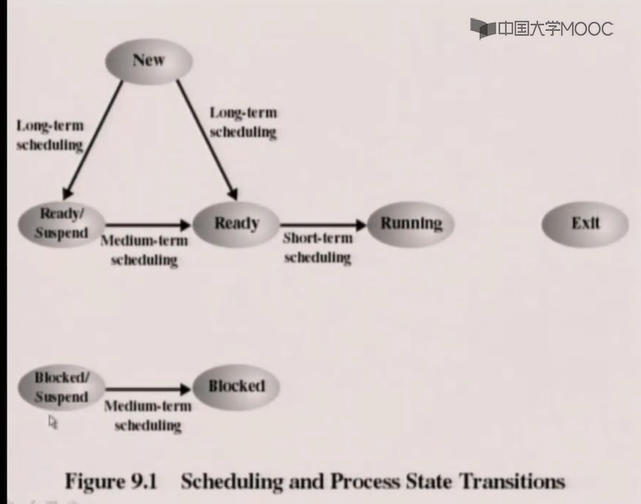 中国大学MOOC
New
Long-term
scheduling
Long-term
scheduling
Ready/
Suspend
Medium-term
scheduling
Ready
Short-term
scheduling
Running
Exit
Blocked/
Suspend
Medium-term
scheduling
Blocked
Figure 9.1 Scheduling and Process State Transitions